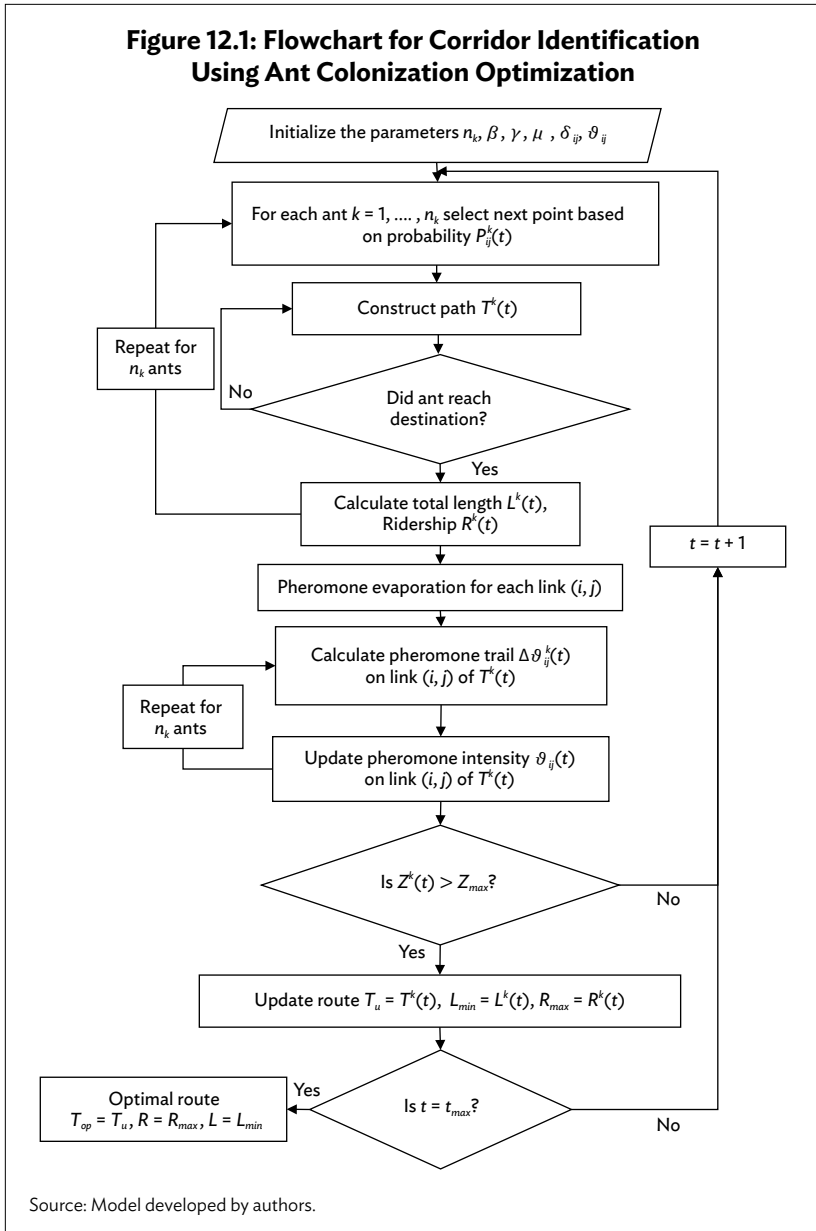 Figure 12.1: Flowchart for Corridor Identification
Using Ant Colonization Optimization
Initialize the parameters nₖ, β, γ, μ , δᵢⱼ, ϑᵢⱼ
For each ant k = 1, .... , nₖ select next point based
on probability Pᵢⱼᵏ(t)
Construct path Tᵏ(t)
Repeat for
nₖ ants
No
Did ant reach
destination?
Yes
Calculate total length Lᵏ(t),
Ridership Rᵏ(t)
t = t + 1
Pheromone evaporation for each link (i, j)
Calculate pheromone trail Δϑᵢⱼᵏ(t)
on link (i, j) of Tᵏ(t)
Repeat for
nₖ ants
Update pheromone intensity ϑᵢⱼ(t)
on link (i, j) of Tᵏ(t)
Is Zᵏ(t) > Zₘₐₓ?
No
Yes
Update route Tᵤ = Tᵏ(t), Lₘᵢₙ = Lᵏ(t), Rₘₐₓ = Rᵏ(t)
Optimal route
Tₒₚ = Tᵤ, R = Rₘₐₓ, L = Lₘᵢₙ
Yes
Is t = tₘₐₓ?
No
Source: Model developed by authors.